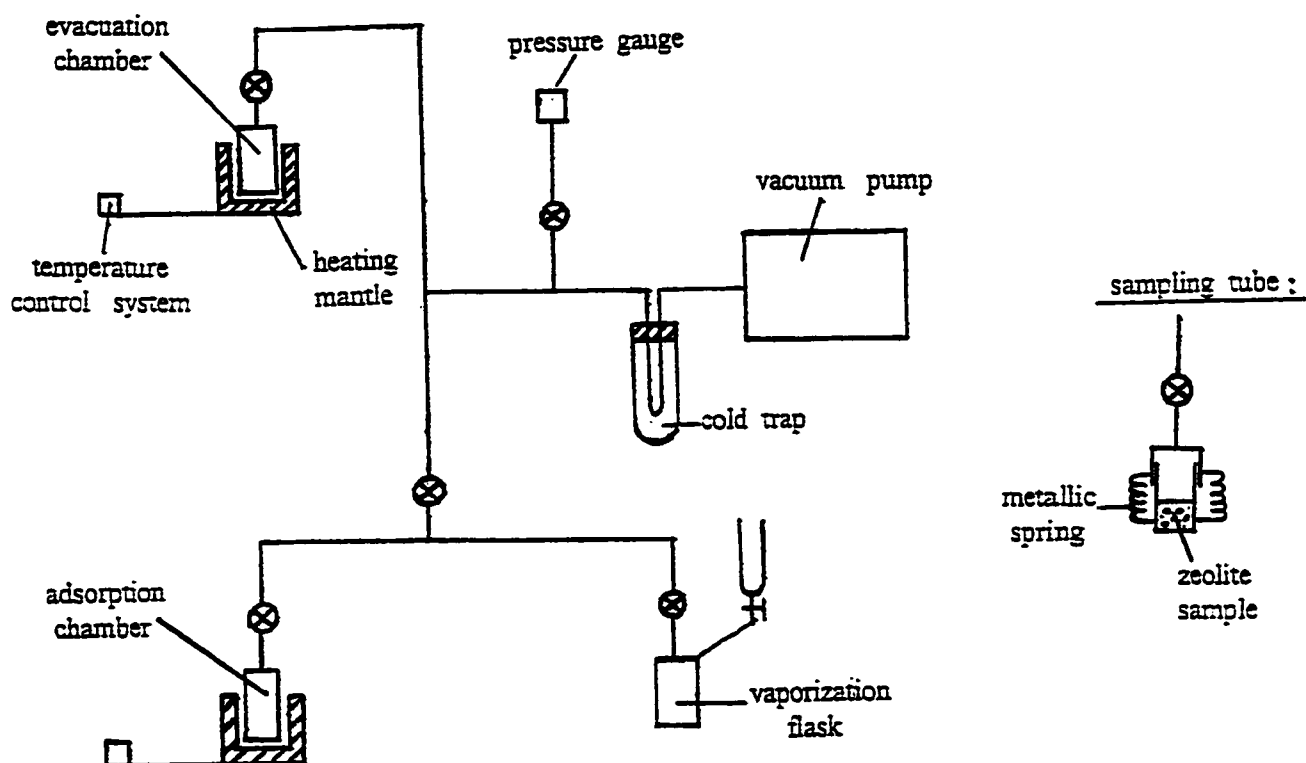 evacuation
chamber
pressure gauge
vacuum pump
temperature
control system
heating
mantle
sampling tube :
cold trap
metallic
spring
zeolite
sample
adsorption
chamber
vaporization
flask